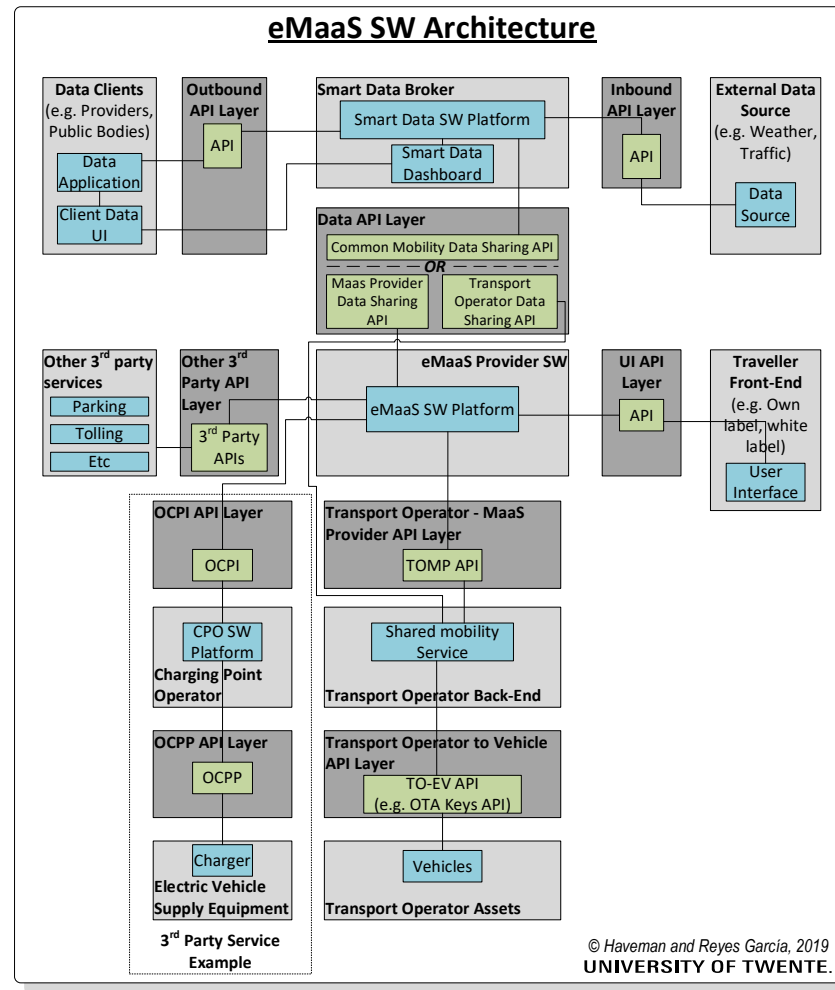 eMaaS SW Architecture
Data Clients
(e.g. Providers,
Public Bodies)
Data
Application
Client Data
UI
Outbound
API Layer
API
Smart Data Broker
Smart Data SW Platform
Smart Data
Dashboard
Inbound
API Layer
API
External Data
Source
(e.g. Weather,
Traffic)
Data
Source
Data API Layer
Common Mobility Data Sharing API
OR
Maas Provider
Data Sharing
API
Transport
Operator Data
Sharing API
Other 3rd party
services
Parking
Tolling
Etc
Other 3rd
Party API
Layer
3rd Party
APIs
eMaaS Provider SW
eMaaS SW Platform
UI API
Layer
API
Traveller
Front-End
(e.g. Own
label, white
label)
User
Interface
OCPI API Layer
OCPI
CPO SW
Platform
Charging Point
Operator
OCPP API Layer
OCPP
Charger
Electric Vehicle
Supply Equipment
3rd Party Service
Example
Transport Operator - MaaS
Provider API Layer
TOMP API
Shared mobility
Service
Transport Operator Back-End
Transport Operator to Vehicle
API Layer
TO-EV API
(e.g. OTA Keys API)
Vehicles
Transport Operator Assets
© Haveman and Reyes García, 2019
UNIVERSITY OF TWENTE.